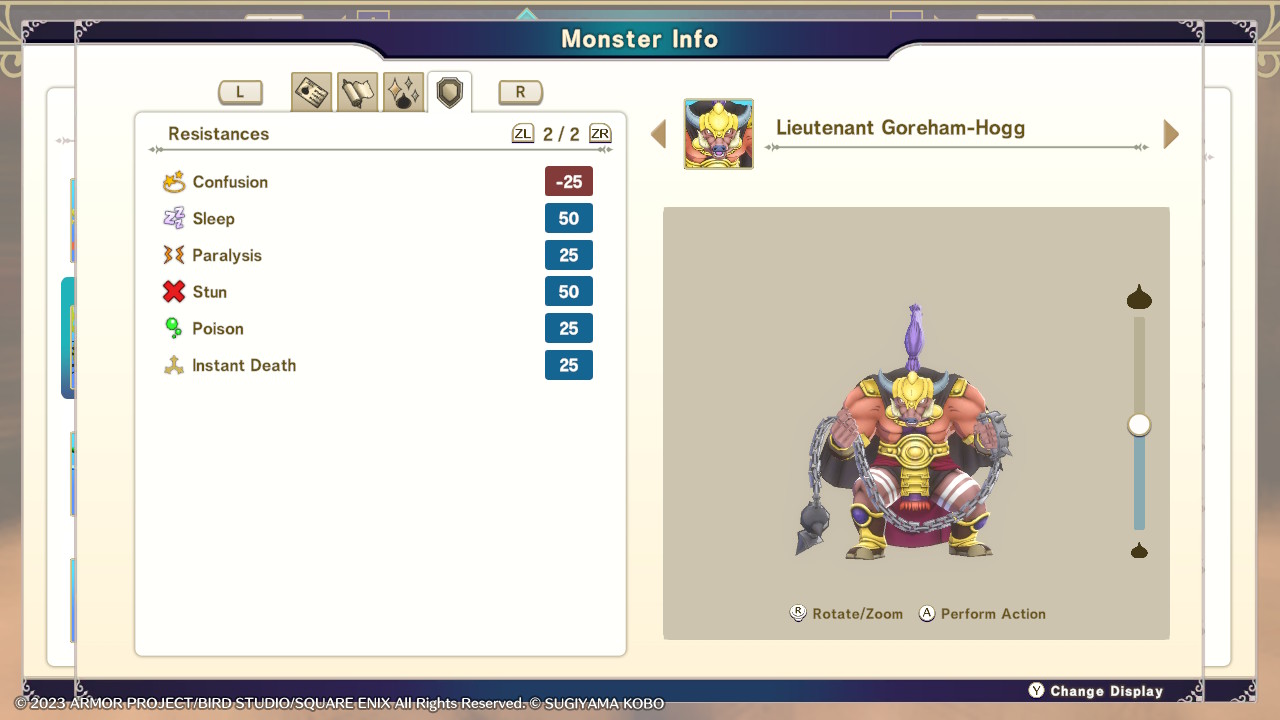 Monster Info
L
R
Resistances
ZL 2 / 2 ZR
Lieutenant Goreham-Hogg
Confusion -25
Sleep 50
Paralysis 25
Stun 50
Poison 25
Instant Death 25
R Rotate/Zoom A Perform Action
Y Change Display
© 2023 ARMOR PROJECT/BIRD STUDIO/SQUARE ENIX All Rights Reserved. © SUGIYAMA KOBO